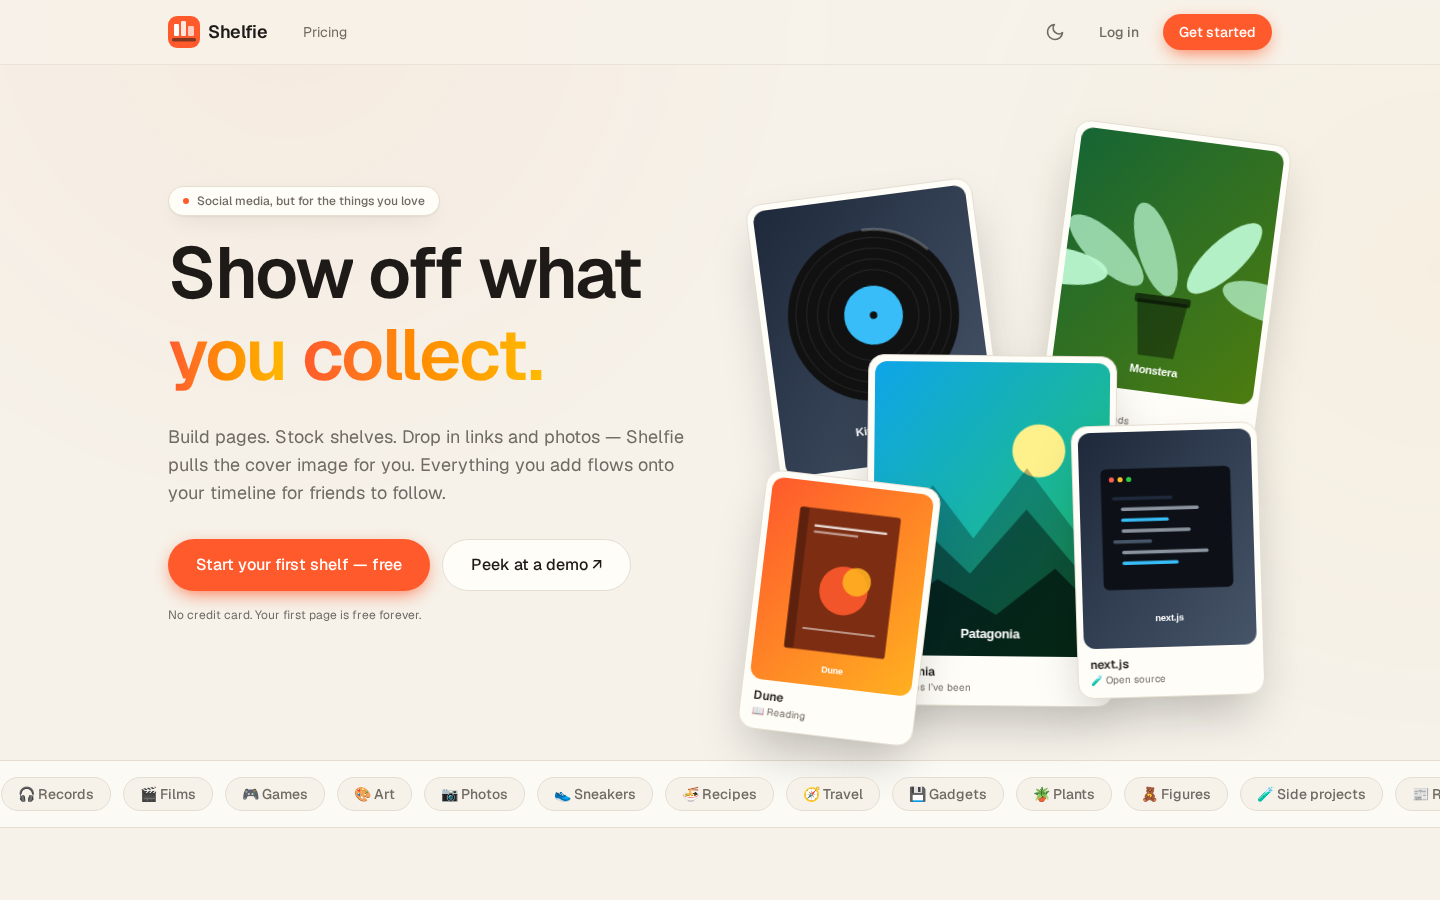 Shelfie
Pricing
Log in
Get started
Social media, but for the things you love
Show off what
you collect.
Build pages. Stock shelves. Drop in links and photos — Shelfie
pulls the cover image for you. Everything you add flows onto
your timeline for friends to follow.
Start your first shelf — free
Peek at a demo ↗
No credit card. Your first page is free forever.
Monstera
Patagonia
I've been
next.js
next.js
🧪 Open source
Dune
Dune
📖 Reading
🎧 Records
🎬 Films
🎮 Games
🎨 Art
📷 Photos
👟 Sneakers
🍜 Recipes
🧭 Travel
💾 Gadgets
🪴 Plants
🧸 Figures
🧪 Side projects